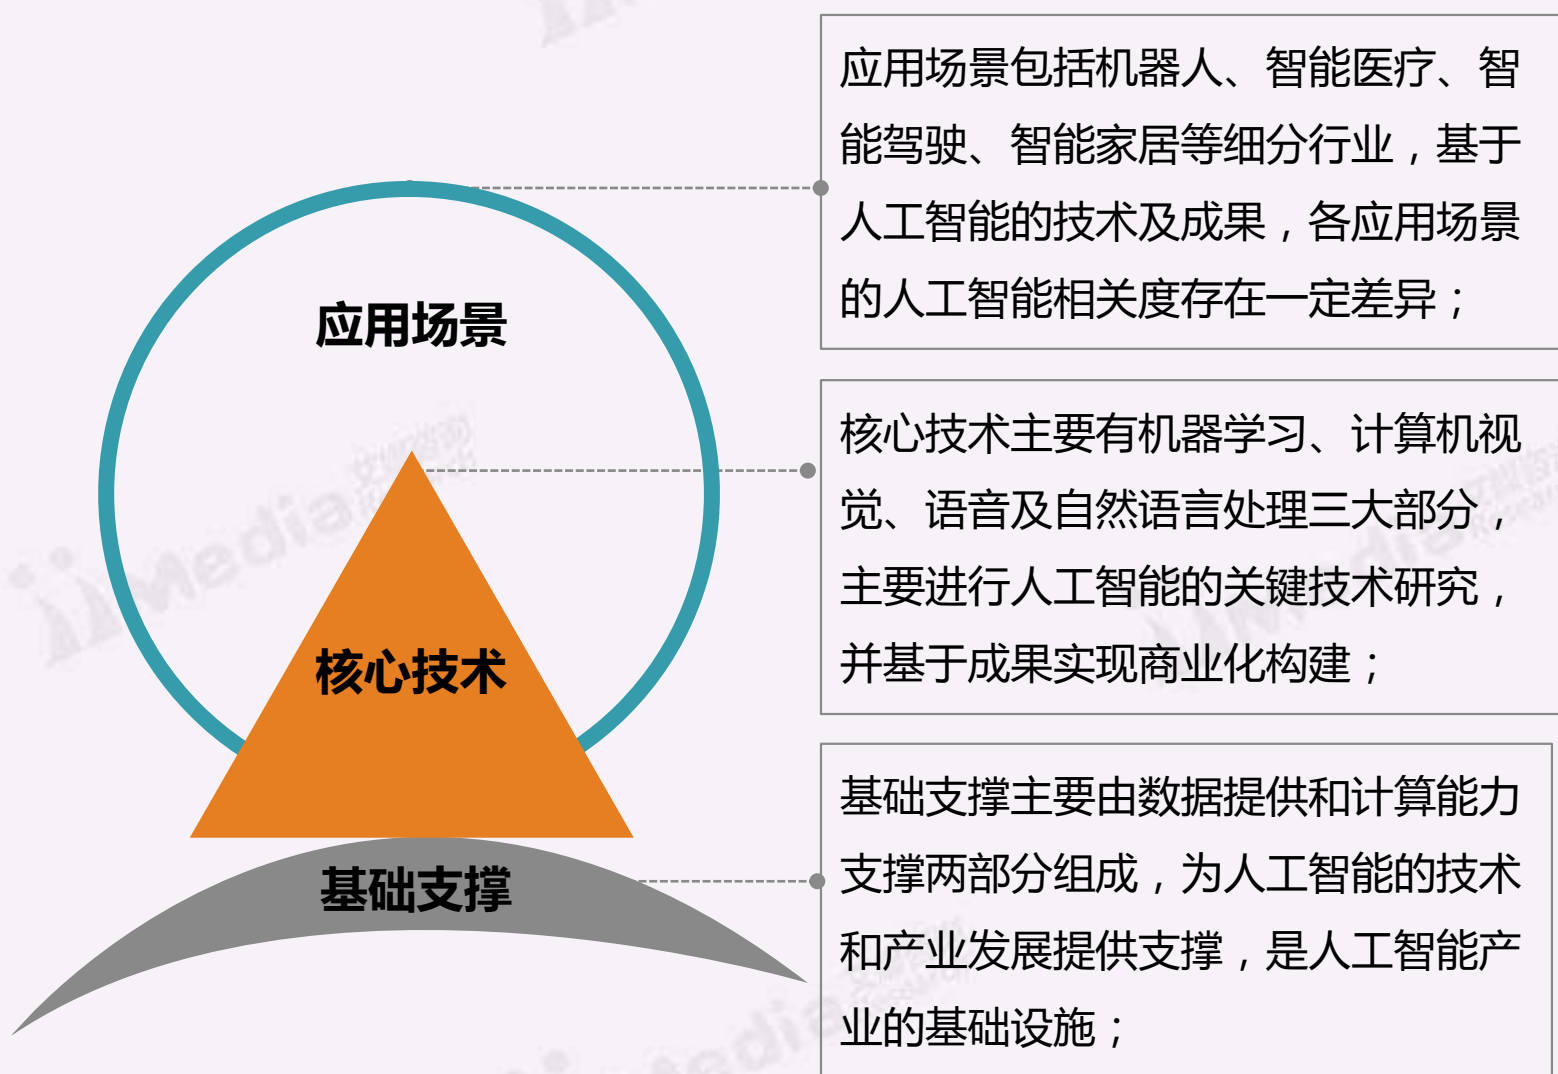 应用场景包括机器人、智能医疗、智
能驾驶、智能家居等细分行业，基于
人工智能的技术及成果，各应用场景
的人工智能相关度存在一定差异；
应用场景
核心技术主要有机器学习、计算机视
觉、语音及自然语言处理三大部分，
主要进行人工智能的关键技术研究，
并基于成果实现商业化构建；
核心技术
基础支撑主要由数据提供和计算能力
支撑两部分组成，为人工智能的技术
和产业发展提供支撑，是人工智能产
业的基础设施；
基础支撑
iiMedia
艾媒咨询
Research